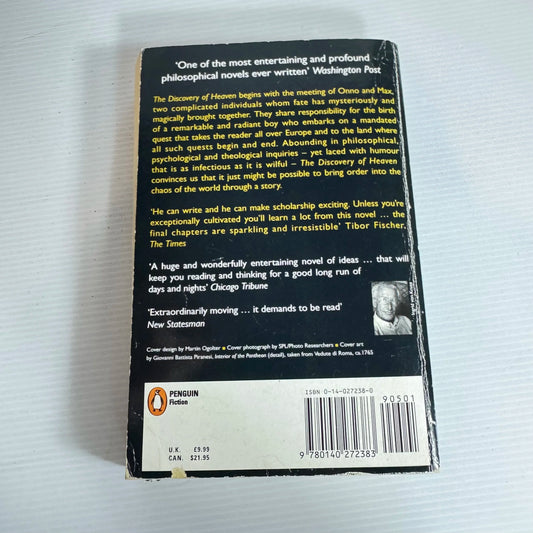 ‘One of the most entertaining and profound
philosophical novels ever written’ Washington Post
The Discovery of Heaven begins with the meeting of Onno and Max,
two complicated individuals whom fate has mysteriously and
magically brought together. They share responsibility for the birth
of a remarkable and radiant boy who embarks on a mandated
quest that takes the reader all over Europe and to the land where
all such quests begin and end. Abounding in philosophical,
psychological and theological inquiries – yet laced with humour
that is as infectious as it is wilful – The Discovery of Heaven
convinces us that it just might be possible to bring order into the
chaos of the world through a story.
‘He can write and he can make scholarship exciting. Unless you’re
exceptionally cultivated you’ll learn a lot from this novel ... the
final chapters are sparkling and irresistible’ Tibor Fischer,
The Times
‘A huge and wonderfully entertaining novel of ideas ... that will
keep you reading and thinking for a good long run of
days and nights’ Chicago Tribune
‘Extraordinarily moving ... it demands to be read’
New Statesman
Cover design by Martin Ogolter • Cover photograph by SPL/Photo Researchers • Cover art
by Giovanni Battista Piranesi, Interior of the Pantheon (detail), taken from Vedute di Roma, ca.1765
PENGUIN
Fiction
U.K. £9.99
CAN. $21.95
ISBN 0-14-027238-0
90501
9 780140 272383